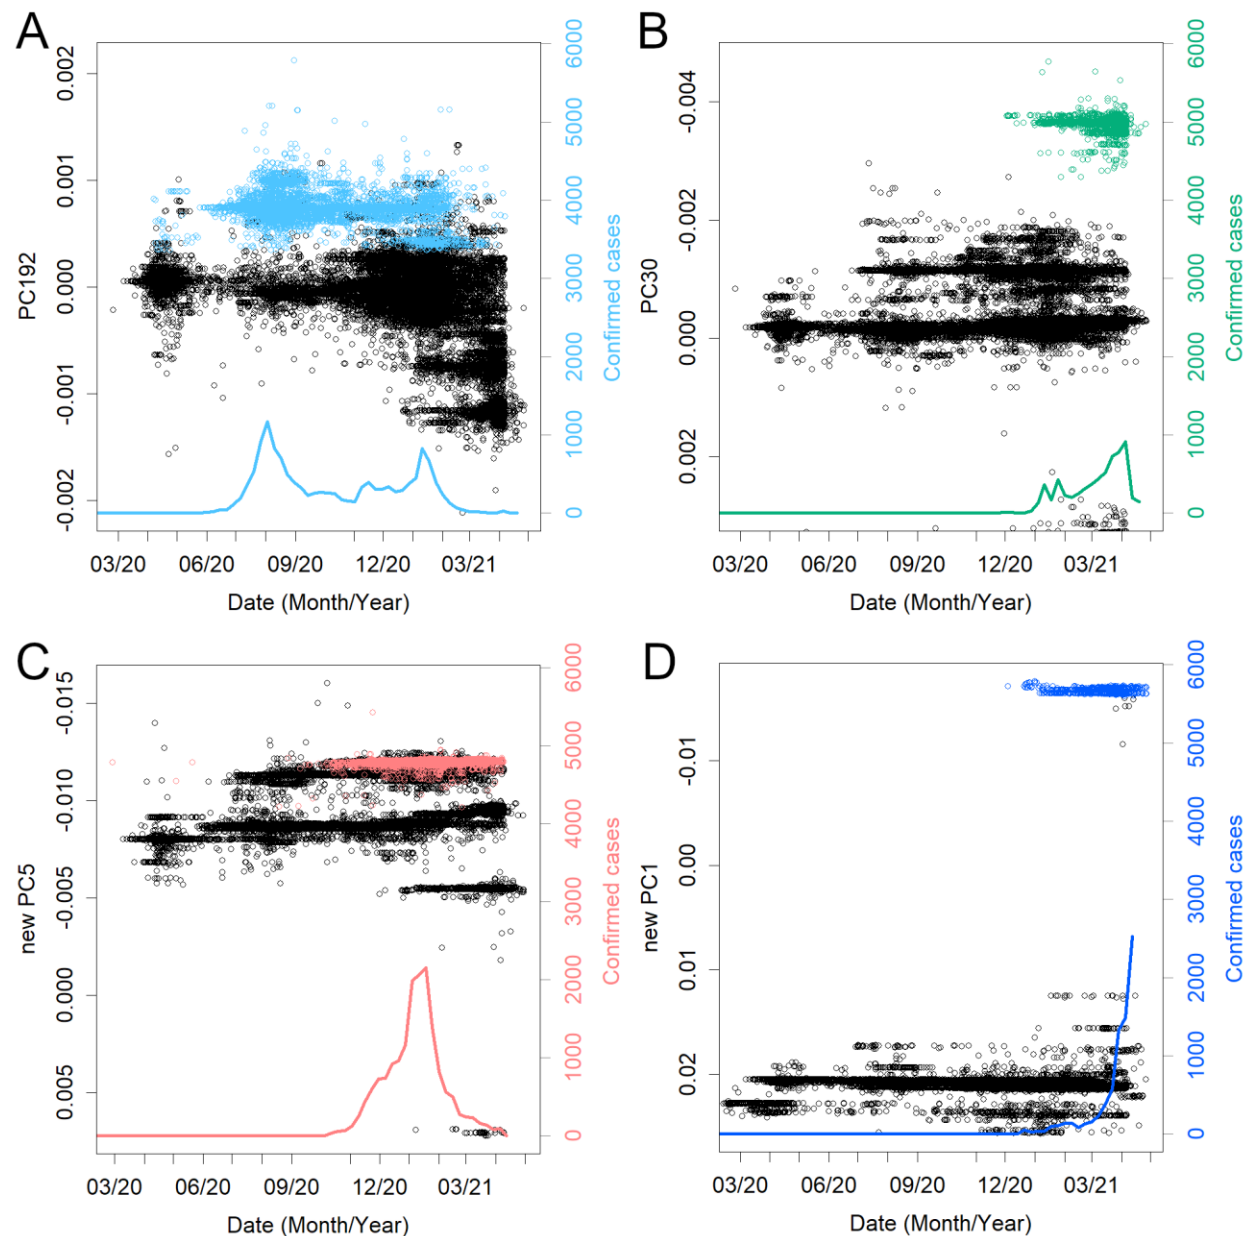 A
PC192
0.002
0.001
0.000
-0.001
-0.002
6000
5000
4000
3000
2000
1000
0
Confirmed cases
03/20 06/20 09/20 12/20 03/21
Date (Month/Year)
B
PC30
-0.004
-0.002
0.000
0.002
6000
5000
4000
3000
2000
1000
0
Confirmed cases
03/20 06/20 09/20 12/20 03/21
Date (Month/Year)
C
new PC5
-0.015
-0.010
-0.005
0.000
0.005
6000
5000
4000
3000
2000
1000
0
Confirmed cases
03/20 06/20 09/20 12/20 03/21
Date (Month/Year)
D
new PC1
-0.01
0.00
0.01
0.02
6000
5000
4000
3000
2000
1000
0
Confirmed cases
03/20 06/20 09/20 12/20 03/21
Date (Month/Year)